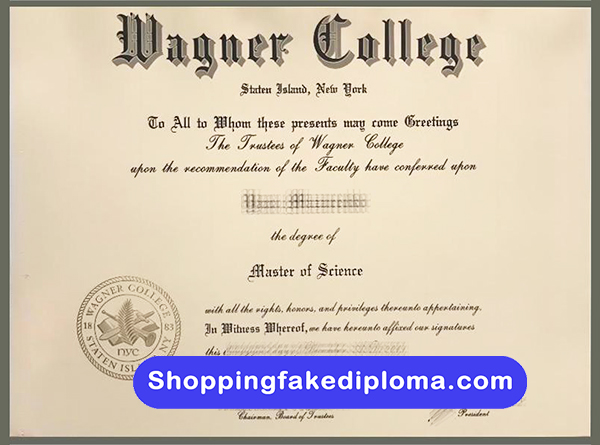 Wagner College
Staten Island, New York
To All to Whom these presents may come Greetings
The Trustees of Wagner College
upon the recommendation of the Faculty have conferred upon
the degree of
Master of Science
with all the rights, honors, and privileges thereunto appertaining.
In Witness Whereof, we have hereunto affixed our signatures
this
WAGNER COLLEGE
18 83
nyc
STATEN
Shoppingfakediploma.com
Chairman, Board of Trustees
President